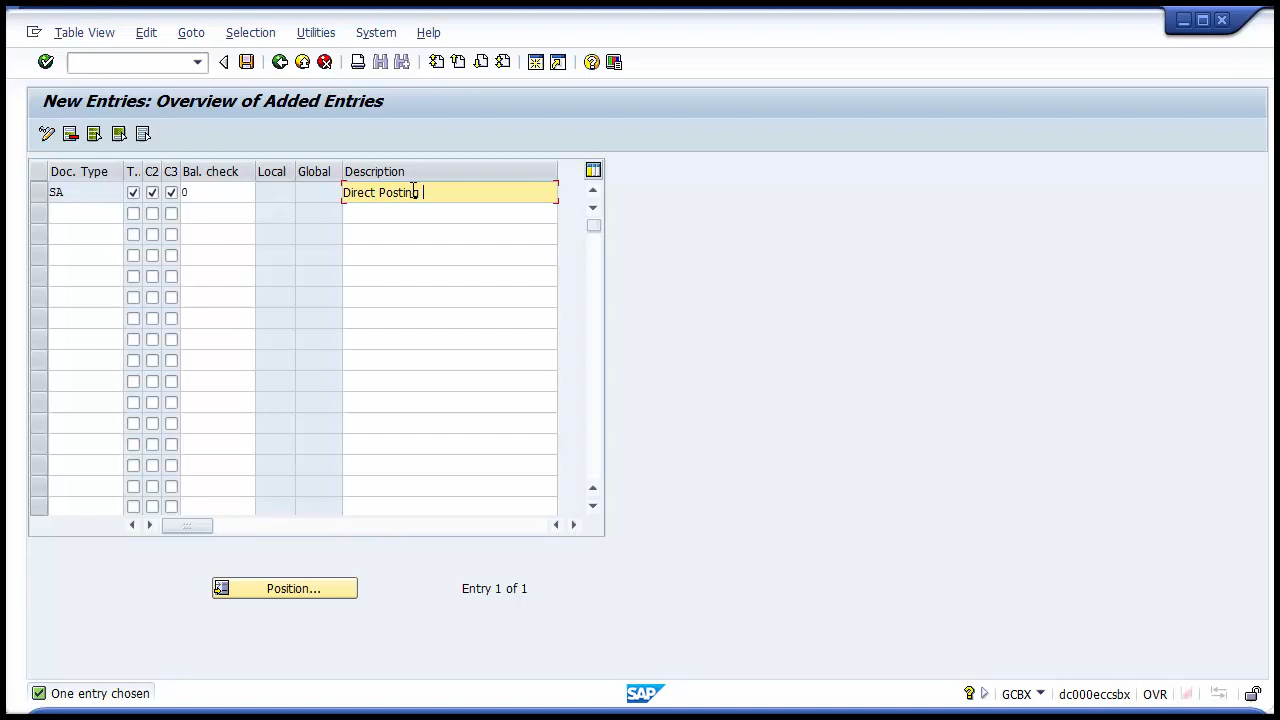 Table View Edit Goto Selection Utilities System Help
New Entries: Overview of Added Entries
Doc. Type T.. C2 C3 Bal. check Local Global Description
SA 0 Direct Posting
Position... Entry 1 of 1
One entry chosen SAP GCBX dc000eccsbx OVR